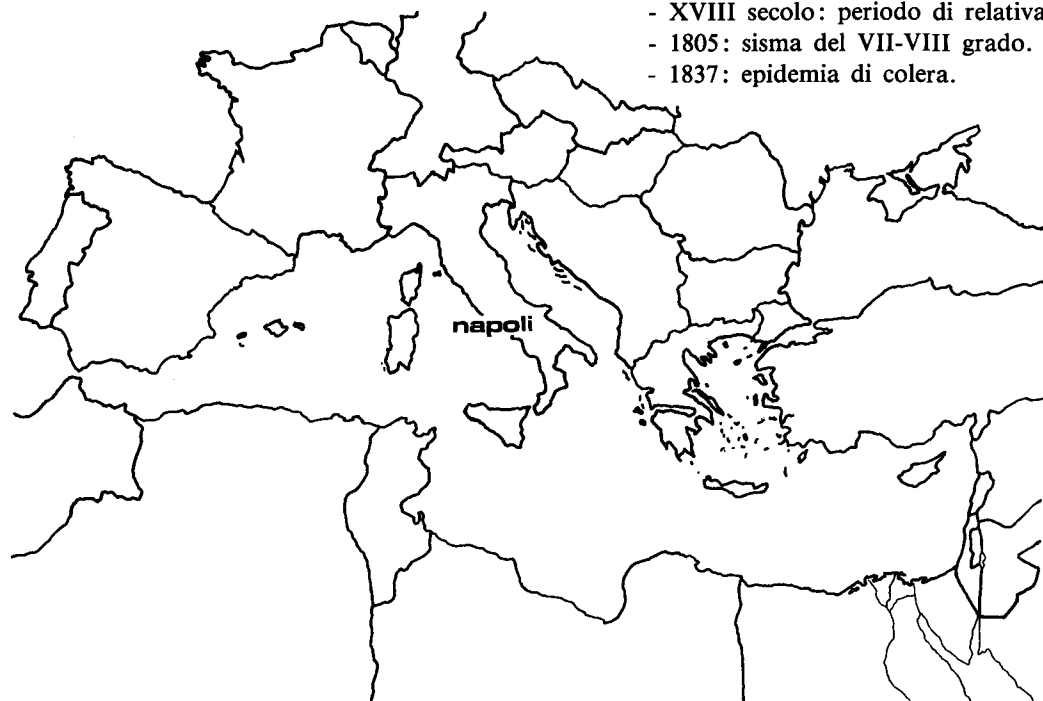 - XVIII secolo: periodo di relativa
- 1805: sisma del VII-VIII grado.
- 1837: epidemia di colera.
napoli